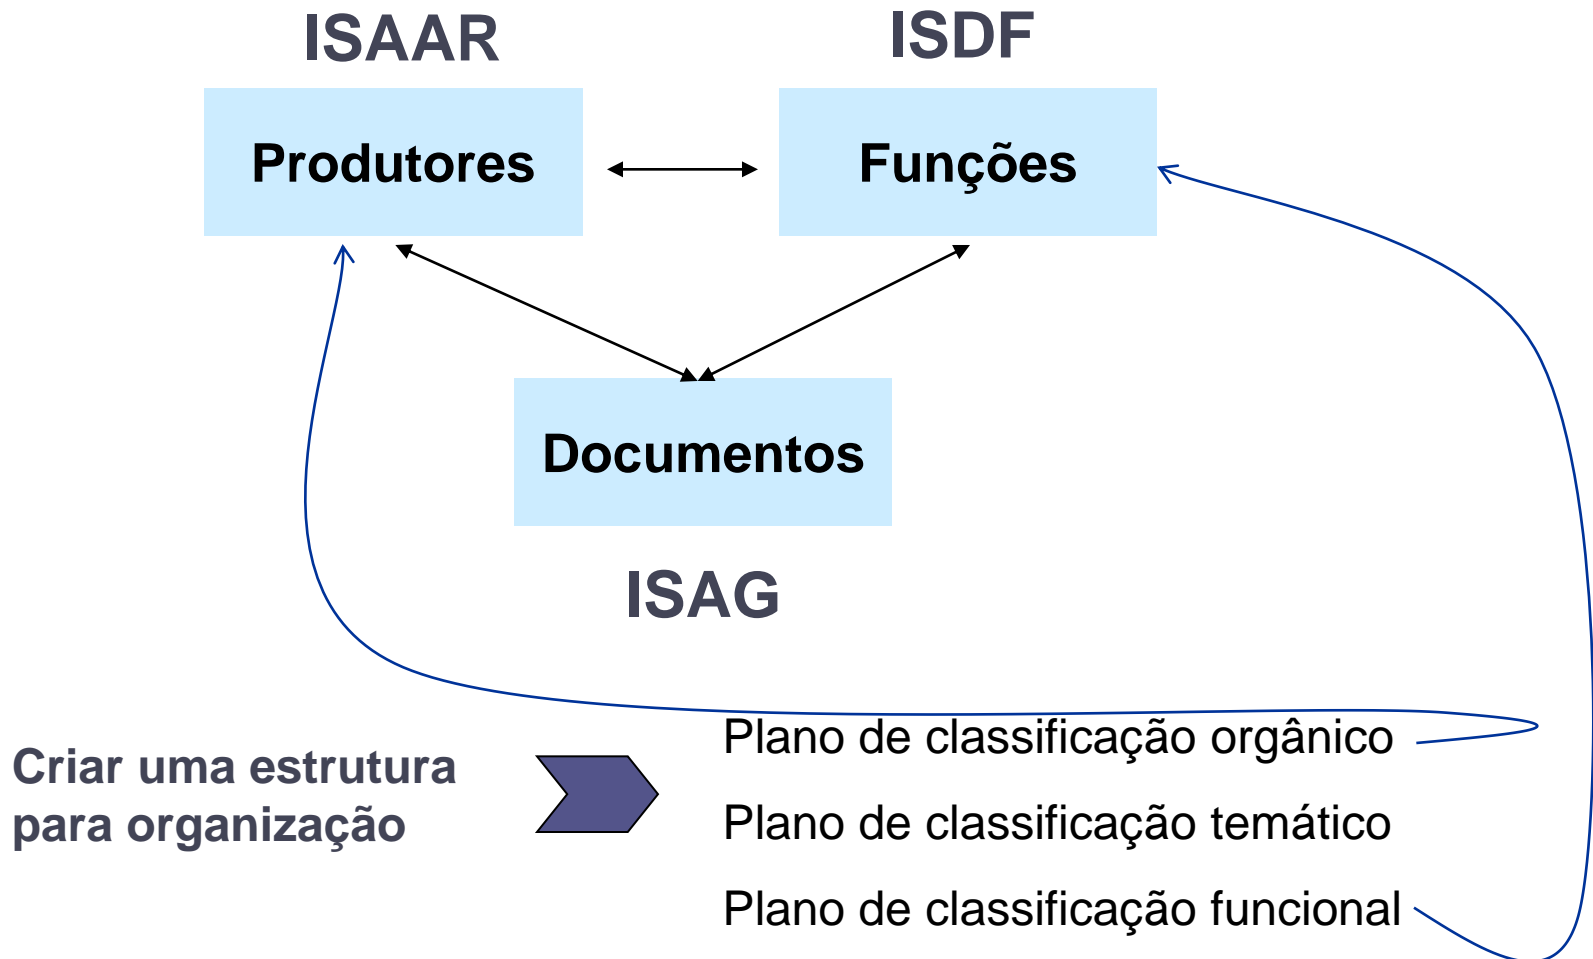 ISAAR
ISDF
Produtores
Funções
Documentos
ISAG
Criar uma estrutura
para organização
Plano de classificação orgânico
Plano de classificação temático
Plano de classificação funcional